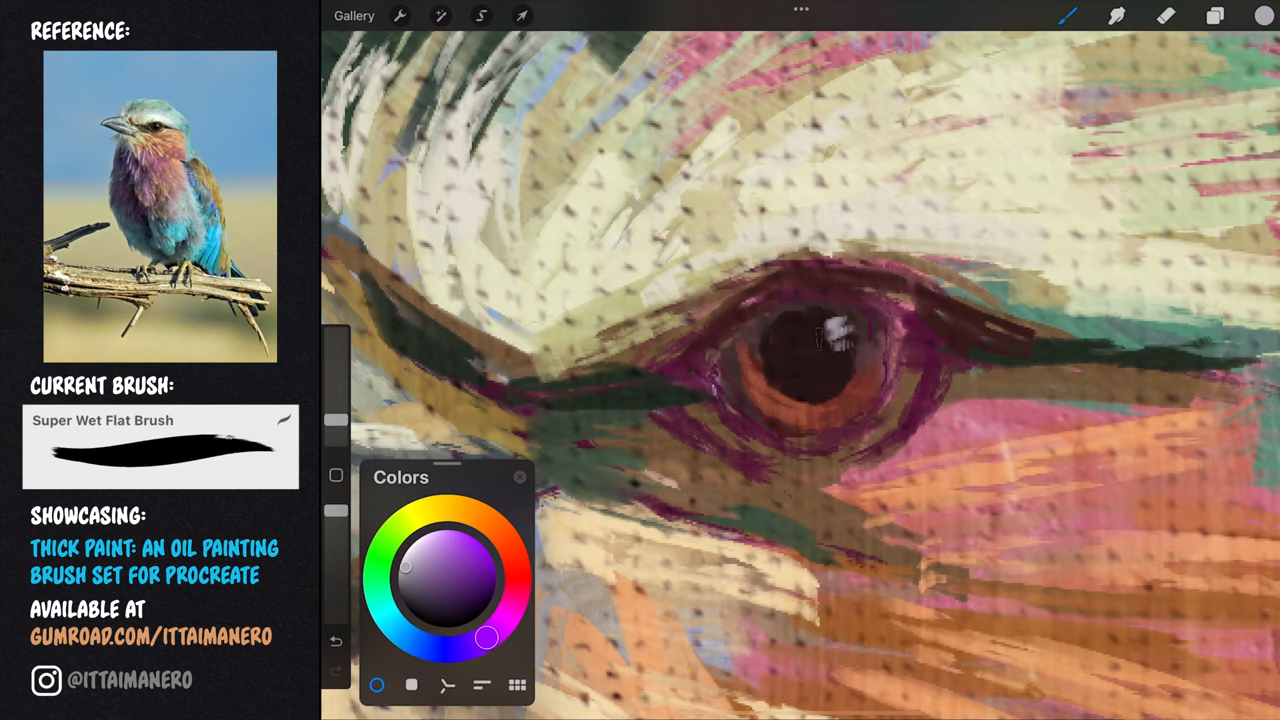 REFERENCE:
CURRENT BRUSH:
Super Wet Flat Brush
SHOWCASING:
THICK PAINT: AN OIL PAINTING
BRUSH SET FOR PROCREATE
AVAILABLE AT
GUMROAD.COM/ITTAIMANERO
@ITTAIMANERO
Gallery
Colors